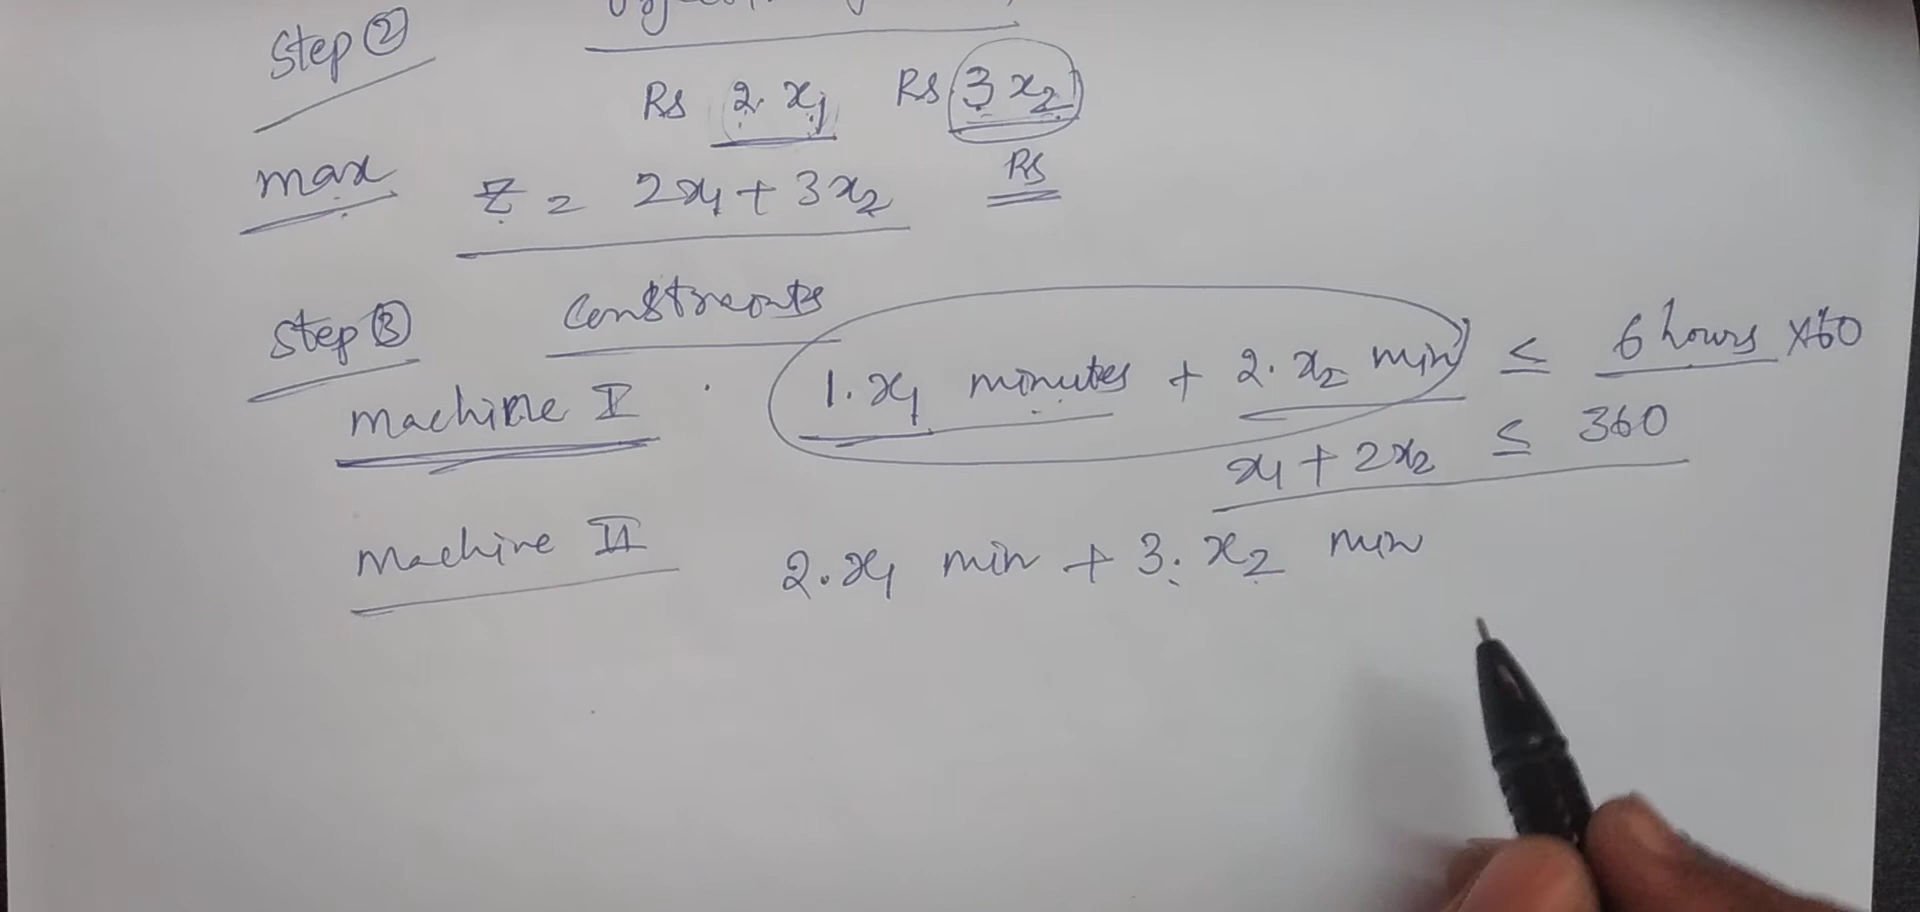 Step ②
Rs 2. x₁ Rs 3 x₂
max Z = 2x₁ + 3x₂ Rs
Step ③ Constraints
Machine I 1. x₁ minutes + 2. x₂ min ≤ 6 hours x 60
x₁ + 2x₂ ≤ 360
Machine II 2. x₁ min + 3. x₂ min